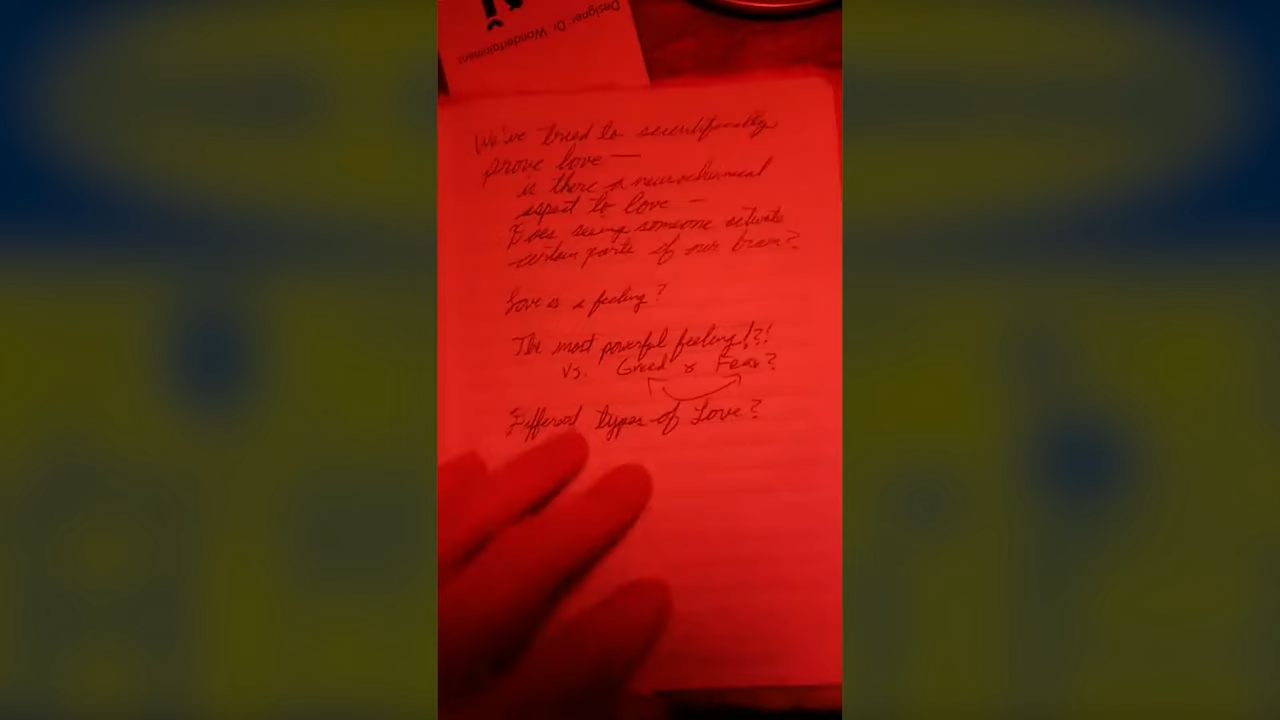 Designer: Dr Wondertainment
We've tried to scientifically
prove love —
is there a neurochemical
aspect to love —
Does seeing someone activate
certain parts of our brain?
Love is a feeling?
The most powerful feeling!?!
vs. Greed & Fear?
Different types of Love?